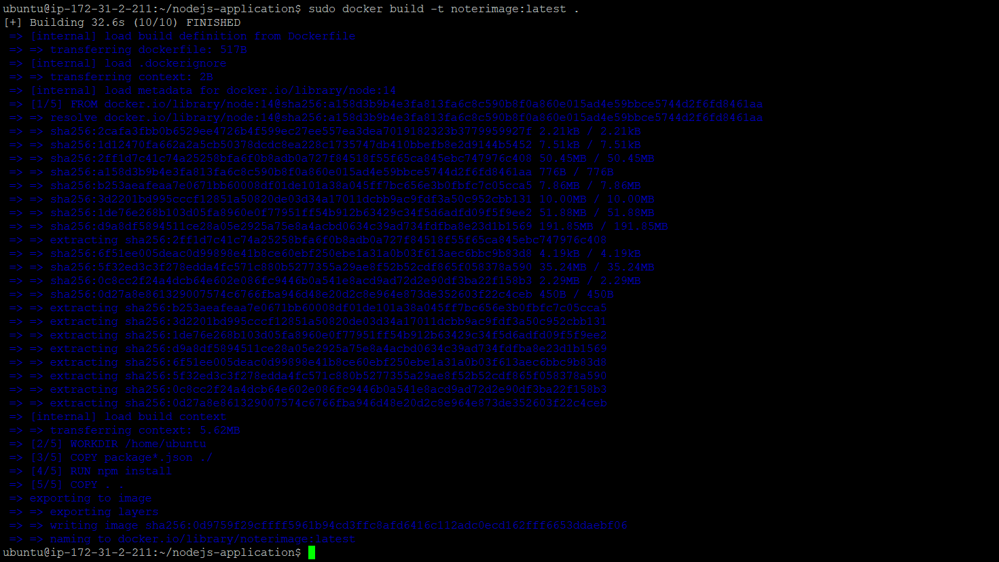 ubuntu@ip-172-31-2-211:~/nodejs-application$ sudo docker build -t noterimage:latest .
[+] Building 32.6s (10/10) FINISHED
=> [internal] load build definition from Dockerfile
=> => transferring dockerfile: 517B
=> [internal] load .dockerignore
=> => transferring context: 2B
=> [internal] load metadata for docker.io/library/node:14
=> [1/5] FROM docker.io/library/node:14@sha256:a158d3b9b4e3fa813fa6c8c590b8f0a860e015ad4e59bbce5744d2f6fd8461aa
=> => resolve docker.io/library/node:14@sha256:a158d3b9b4e3fa813fa6c8c590b8f0a860e015ad4e59bbce5744d2f6fd8461aa
=> => sha256:2cafa3fbb0b6529ee4726b4f599ec27ee557ea3dea7019182323b3779959927f 2.21kB / 2.21kB
=> => sha256:1d12470fa662a2a5cb50378dcdc8ea228c1735747db410bbefb8e2d9144b5452 7.51kB / 7.51kB
=> => sha256:2ff1d7c41c74a25258bfa6f0b8adb0a727f84518f55f65ca845ebc747976c408 50.45MB / 50.45MB
=> => sha256:a158d3b9b4e3fa813fa6c8c590b8f0a860e015ad4e59bbce5744d2f6fd8461aa 776B / 776B
=> => sha256:b253aeafeaa7e0671bb60008df01de101a38a045ff7bc656e3b0fbfc7c05cca5 7.86MB / 7.86MB
=> => sha256:3d2201bd995cccf12851a50820de03d34a17011dcbb9ac9fdf3a50c952cbb131 10.00MB / 10.00MB
=> => sha256:1de76e268b103d05fa8960e0f77951ff54b912b63429c34f5d6adfd09f5f9ee2 51.88MB / 51.88MB
=> => sha256:d9a8df5894511ce28a05e2925a75e8a4acbd0634c39ad734fdfba8e23d1b1569 191.85MB / 191.85MB
=> => extracting sha256:2ff1d7c41c74a25258bfa6f0b8adb0a727f84518f55f65ca845ebc747976c408
=> => sha256:6f51ee005deac0d99898e41b8ce60ebf250ebe1a31a0b03f613aec6bbc9b83d8 4.19kB / 4.19kB
=> => sha256:5f32ed3c3f278edda4fc571c880b5277355a29ae8f52b52cdf865f058378a590 35.24MB / 35.24MB
=> => sha256:0c8cc2f24a4dcb64e602e086fc9446b0a541e8acd9ad72d2e90df3ba22f158b3 2.29MB / 2.29MB
=> => sha256:0d27a8e861329007574c6766fba946d48e20d2c8e964e873de352603f22c4ceb 450B / 450B
=> => extracting sha256:b253aeafeaa7e0671bb60008df01de101a38a045ff7bc656e3b0fbfc7c05cca5
=> => extracting sha256:3d2201bd995cccf12851a50820de03d34a17011dcbb9ac9fdf3a50c952cbb131
=> => extracting sha256:1de76e268b103d05fa8960e0f77951ff54b912b63429c34f5d6adfd09f5f9ee2
=> => extracting sha256:d9a8df5894511ce28a05e2925a75e8a4acbd0634c39ad734fdfba8e23d1b1569
=> => extracting sha256:6f51ee005deac0d99898e41b8ce60ebf250ebe1a31a0b03f613aec6bbc9b83d8
=> => extracting sha256:5f32ed3c3f278edda4fc571c880b5277355a29ae8f52b52cdf865f058378a590
=> => extracting sha256:0c8cc2f24a4dcb64e602e086fc9446b0a541e8acd9ad72d2e90df3ba22f158b3
=> => extracting sha256:0d27a8e861329007574c6766fba946d48e20d2c8e964e873de352603f22c4ceb
=> [internal] load build context
=> => transferring context: 5.62MB
=> [2/5] WORKDIR /home/ubuntu
=> [3/5] COPY package*.json ./
=> [4/5] RUN npm install
=> [5/5] COPY . .
=> exporting to image
=> => exporting layers
=> => writing image sha256:0d9759f29cffff5961b94cd3ffc8afd6416c112adc0ecd162fff6653ddaebf06
=> => naming to docker.io/library/noterimage:latest
ubuntu@ip-172-31-2-211:~/nodejs-application$